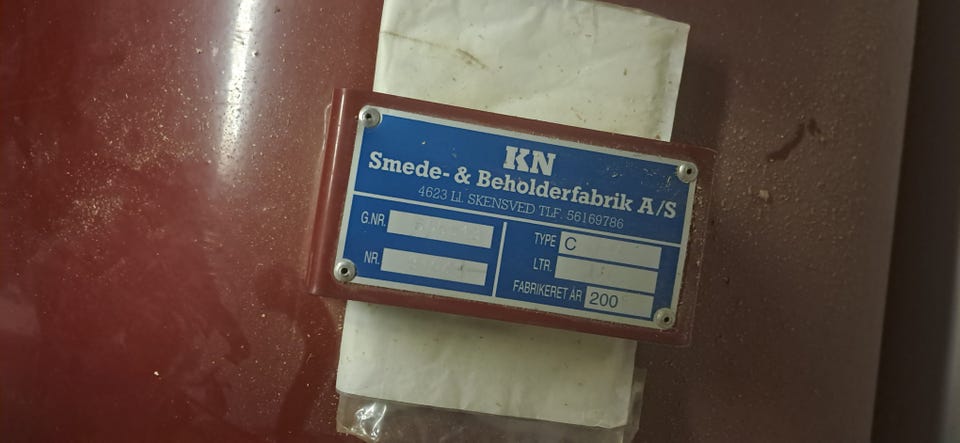 KN
Smede- & Beholderfabrik A/S
4623 Ll. SKENSVED TLF. 56169786
G.NR.
NR.
TYPE C
LTR.
FABRIKERET ÅR 200